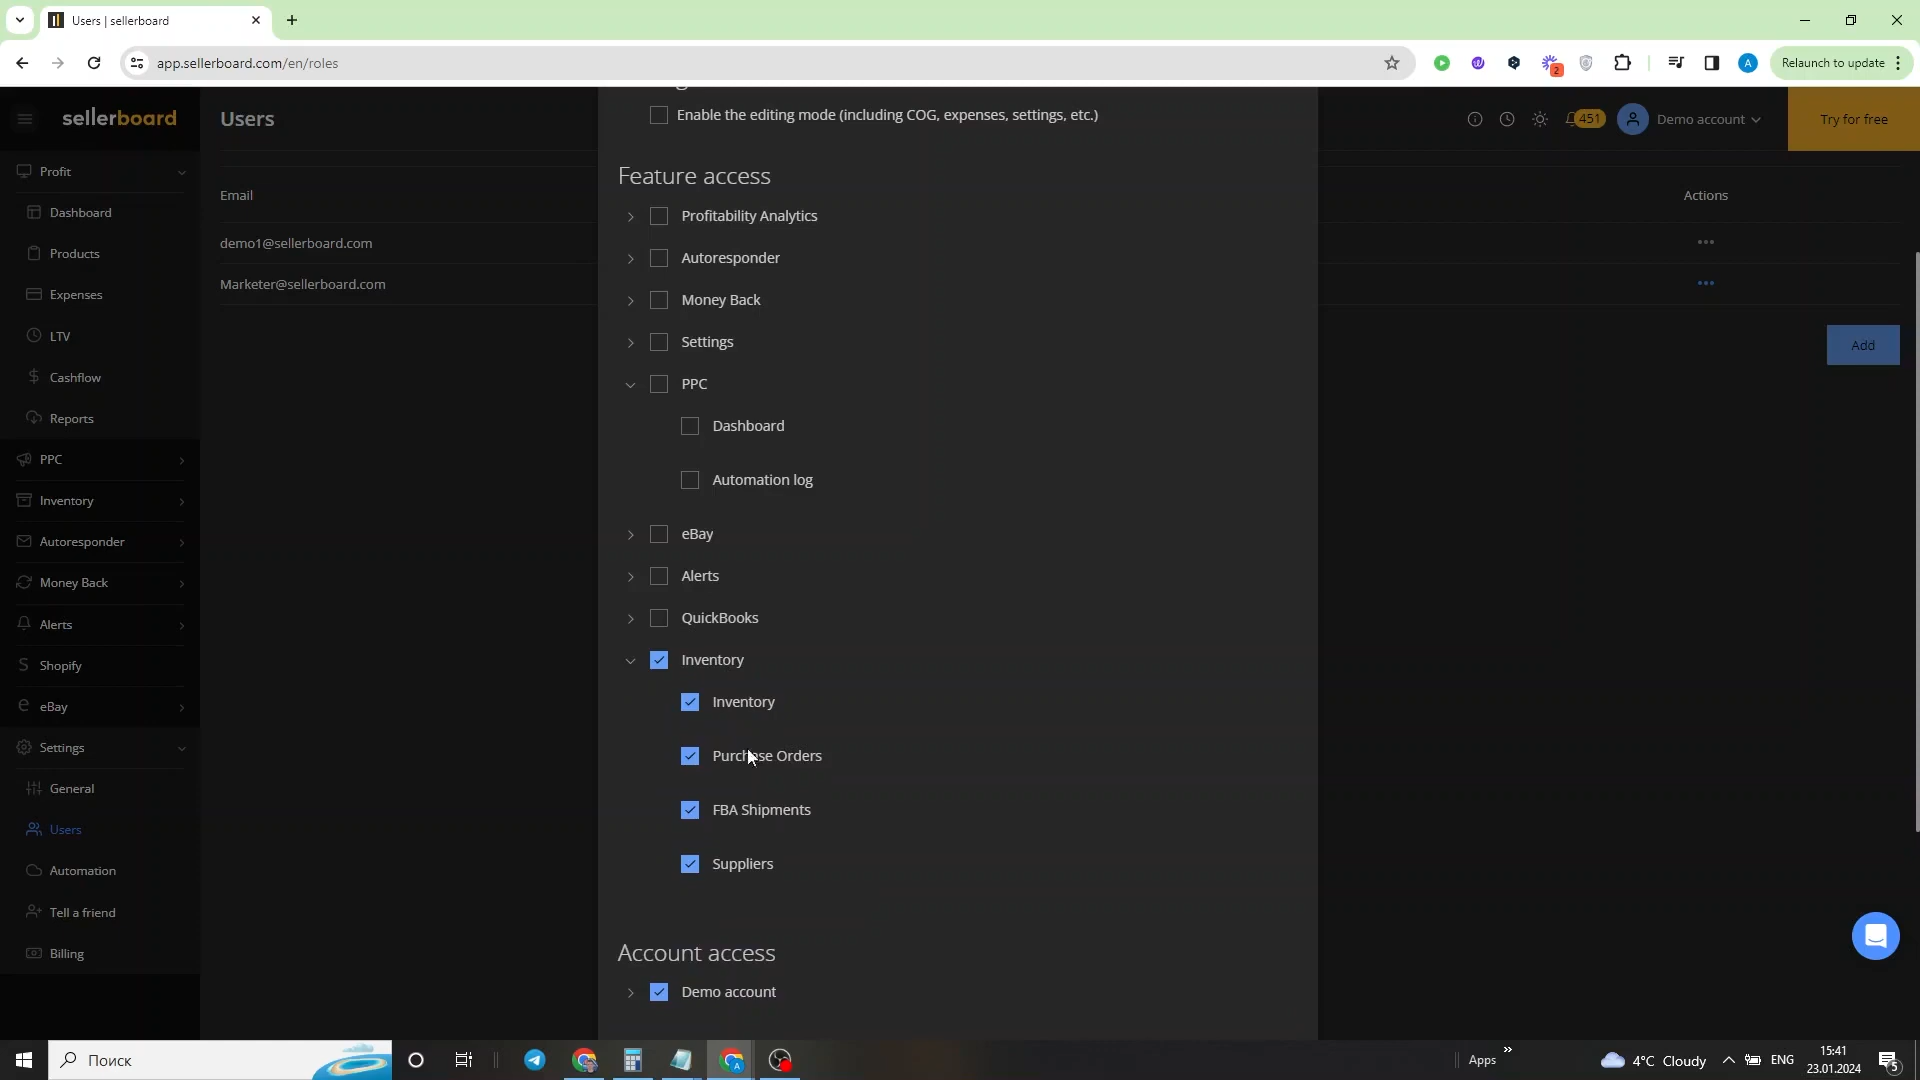 Users | sellerboard
app.sellerboard.com/en/roles
2
A
Relaunch to update
sellerboard
Users
Enable the editing mode (including COG, expenses, settings, etc.)
451
Demo account
Try for free
Profit
Dashboard
Products
Expenses
LTV
Cashflow
Reports
PPC
Inventory
Autoresponder
Money Back
Alerts
Shopify
eBay
Settings
General
Users
Automation
Tell a friend
Billing
Email
Actions
demo1@sellerboard.com
Marketer@sellerboard.com
Add
Feature access
Profitability Analytics
Autoresponder
Money Back
Settings
PPC
Dashboard
Automation log
eBay
Alerts
QuickBooks
Inventory
Inventory
Purchase Orders
FBA Shipments
Suppliers
Account access
Demo account
Поиск
A
Apps
4°C Cloudy
ENG
15:41
23.01.2024
5